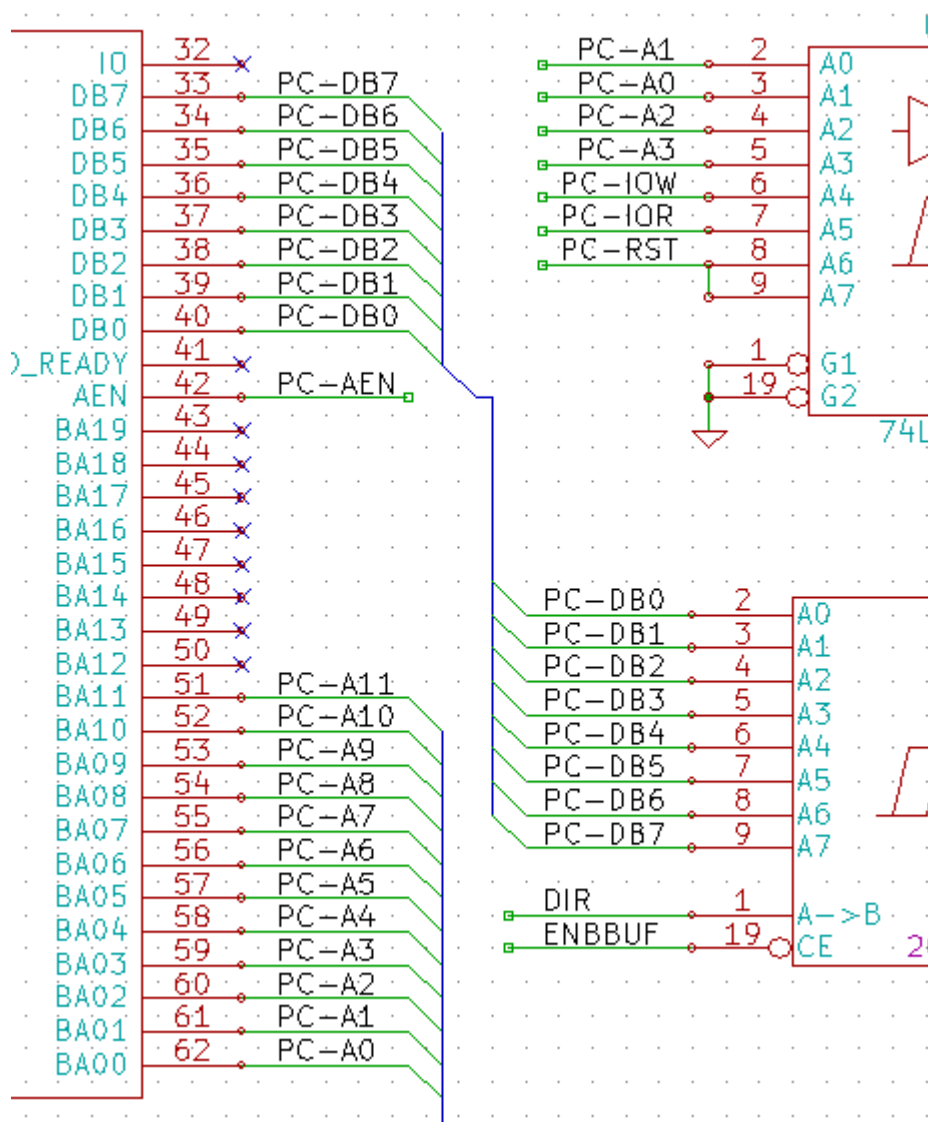 IO 32
DB7 33 PC-DB7
DB6 34 PC-DB6
DB5 35 PC-DB5
DB4 36 PC-DB4
DB3 37 PC-DB3
DB2 38 PC-DB2
DB1 39 PC-DB1
DB0 40 PC-DB0
_READY 41
AEN 42 PC-AEN
BA19 43
BA18 44
BA17 45
BA16 46
BA15 47
BA14 48
BA13 49
BA12 50
BA11 51 PC-A11
BA10 52 PC-A10
BA09 53 PC-A9
BA08 54 PC-A8
BA07 55 PC-A7
BA06 56 PC-A6
BA05 57 PC-A5
BA04 58 PC-A4
BA03 59 PC-A3
BA02 60 PC-A2
BA01 61 PC-A1
BA00 62 PC-A0
PC-A1 2 A0
PC-A0 3 A1
PC-A2 4 A2
PC-A3 5 A3
PC-IOW 6 A4
PC-IOR 7 A5
PC-RST 8 A6
9 A7
1 G1
19 G2
74L
PC-DB0 2 A0
PC-DB1 3 A1
PC-DB2 4 A2
PC-DB3 5 A3
PC-DB4 6 A4
PC-DB5 7 A5
PC-DB6 8 A6
PC-DB7 9 A7
DIR 1 A->B
ENBBUF 19 CE
2